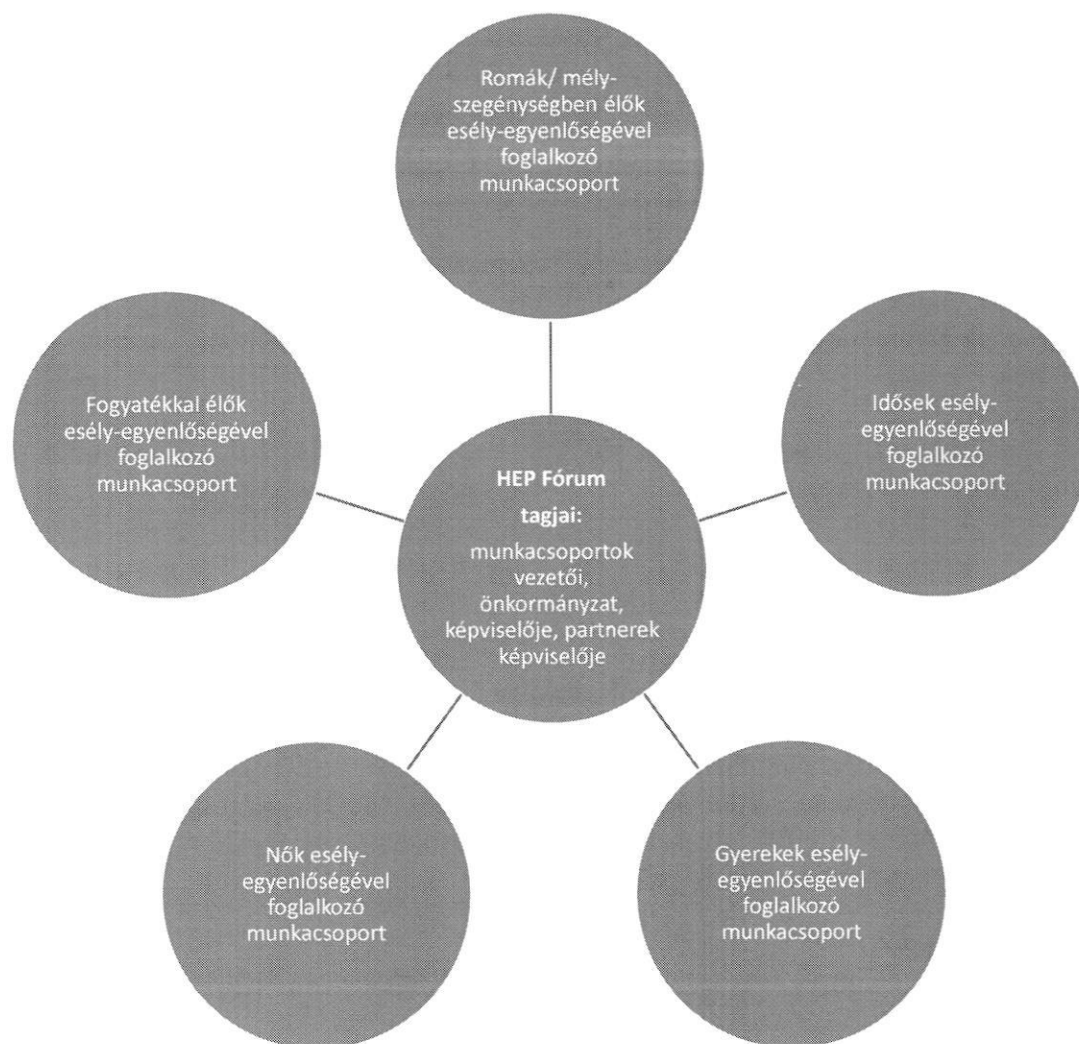 Romák/ mély-
szegénységben élők
esély-egyenlőségével
foglalkozó
munkacsoport
Fogyatékkal élők
esély-egyenlőségével
foglalkozó
munkacsoport
Idősek esély-
egyenlőségével
foglalkozó
munkacsoport
HEP Fórum
tagjai:
munkacsoportok
vezetői,
önkormányzat,
képviselője, partnerek
képviselője
Nők esély-
egyenlőségével
foglalkozó
munkacsoport
Gyerekek esély-
egyenlőségével
foglalkozó
munkacsoport